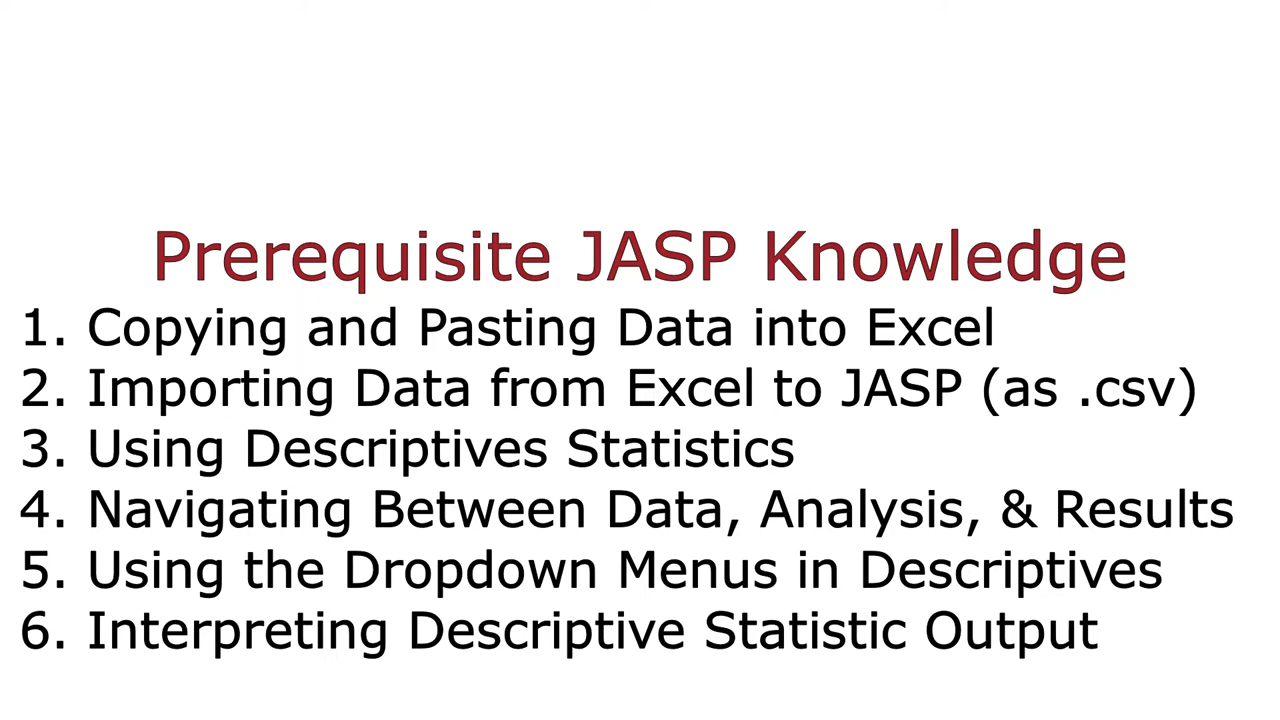 Prerequisite JASP Knowledge
1. Copying and Pasting Data into Excel
2. Importing Data from Excel to JASP (as .csv)
3. Using Descriptives Statistics
4. Navigating Between Data, Analysis, & Results
5. Using the Dropdown Menus in Descriptives
6. Interpreting Descriptive Statistic Output